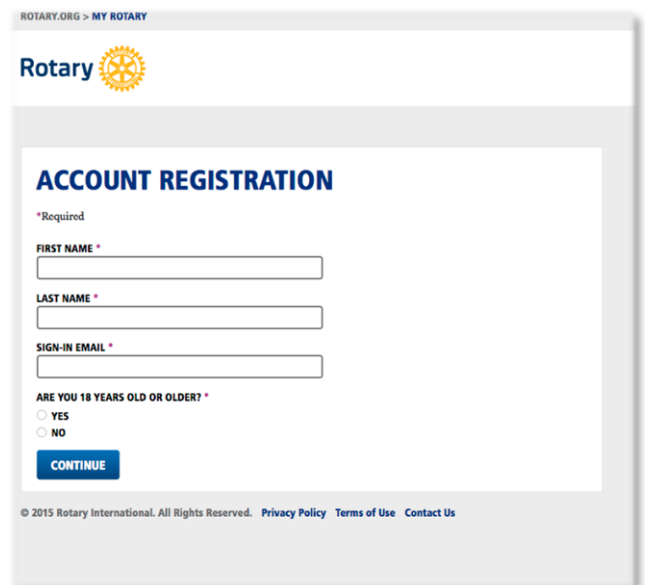 ROTARY.ORG > MY ROTARY
Rotary
ACCOUNT REGISTRATION
*Required
FIRST NAME *
LAST NAME *
SIGN-IN EMAIL *
ARE YOU 18 YEARS OLD OR OLDER? *
YES
NO
CONTINUE
© 2015 Rotary International. All Rights Reserved. Privacy Policy Terms of Use Contact Us